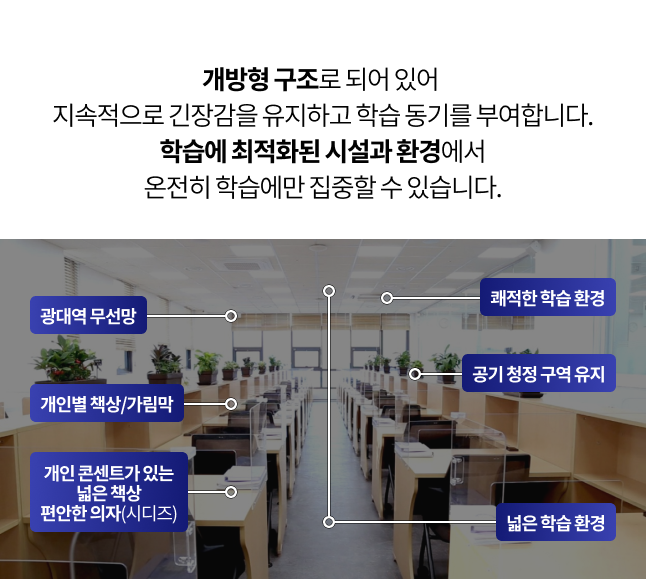 개방형 구조로 되어 있어
지속적으로 긴장감을 유지하고 학습 동기를 부여합니다.
학습에 최적화된 시설과 환경에서
온전히 학습에만 집중할 수 있습니다.
광대역 무선망
쾌적한 학습 환경
공기 청정 구역 유지
개인별 책상/가림막
개인 콘센트가 있는
넓은 책상
편안한 의자(시디즈)
넓은 학습 환경